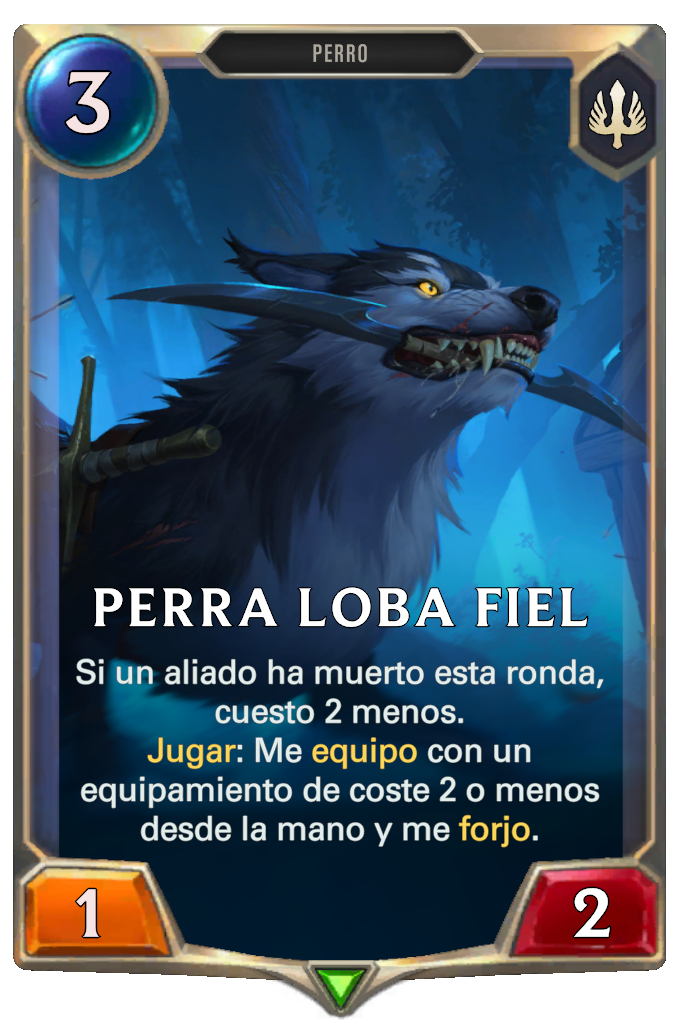 PERRO
3
PERRA LOBA FIEL
Si un aliado ha muerto esta ronda,
cuesto 2 menos.
Jugar: Me equipo con un
equipamiento de coste 2 o menos
desde la mano y me forjo.
1
2